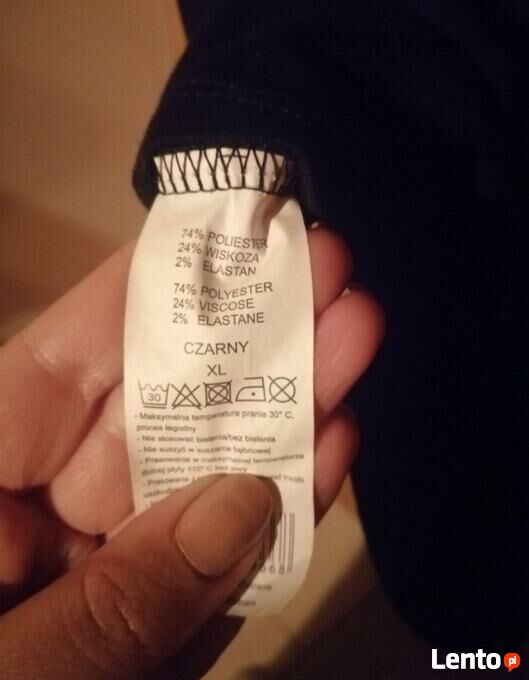 74% POLIESTER
24% WISKOZA
2% ELASTAN
74% POLYESTER
24% VISCOSE
2% ELASTANE
CZARNY
XL
30
- Maksymalna temperatura prania 30° C,
proces łagodny
- Nie stosować bielenia/bez bielenia
- Nie suszyć w suszarce bębnowej
- Prasowanie w maksymalnej temperaturze
dolnej płyty 110° C bez pary
- Prasowanie
668
Lento.pl